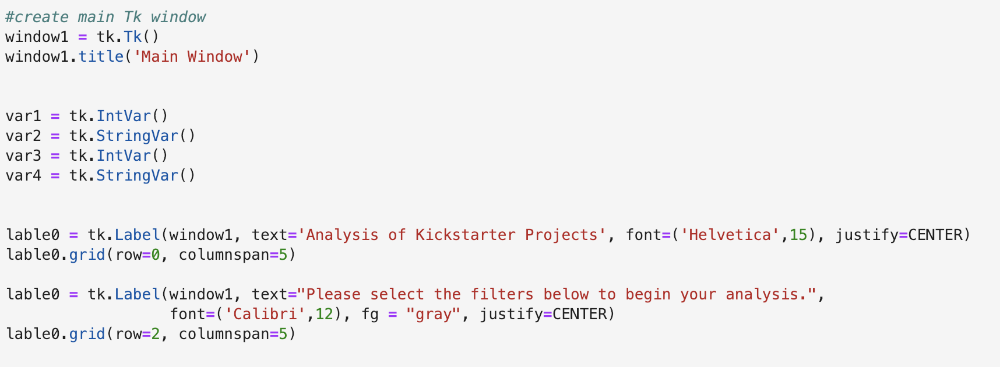 #create main Tk window
window1 = tk.Tk()
window1.title('Main Window')
var1 = tk.IntVar()
var2 = tk.StringVar()
var3 = tk.IntVar()
var4 = tk.StringVar()
lable0 = tk.Label(window1, text='Analysis of Kickstarter Projects', font=('Helvetica',15), justify=CENTER)
lable0.grid(row=0, columnspan=5)
lable0 = tk.Label(window1, text="Please select the filters below to begin your analysis.",
font=('Calibri',12), fg = "gray", justify=CENTER)
lable0.grid(row=2, columnspan=5)